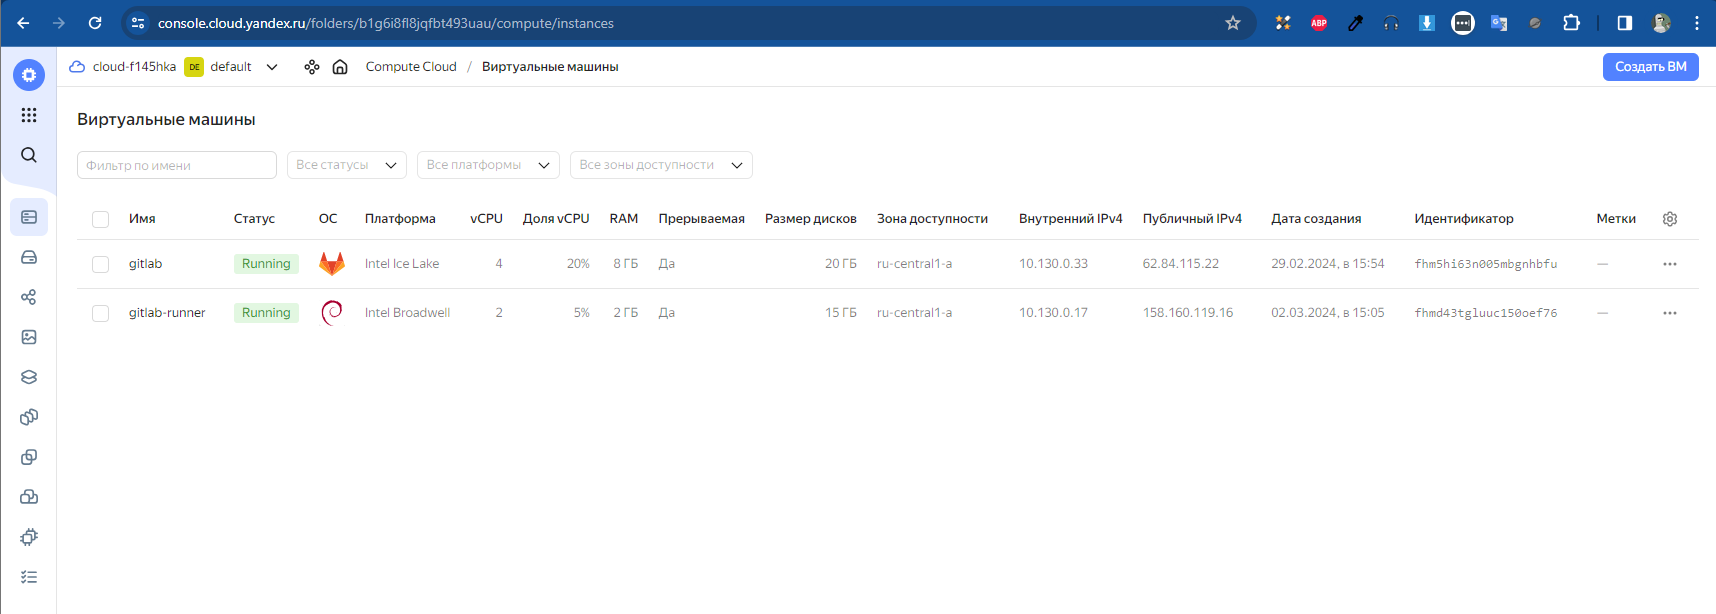 console.cloud.yandex.ru/folders/b1g6i8fl8jqfbt493uau/compute/instances
ABP
cloud-f145hka DE default Compute Cloud / Виртуальные машины Создать ВМ
Виртуальные машины
Фильтр по имени Все статусы Все платформы Все зоны доступности
Имя Статус ОС Платформа vCPU Доля vCPU RAM Прерываемая Размер дисков Зона доступности Внутренний IPv4 Публичный IPv4 Дата создания Идентификатор Метки
gitlab Running Intel Ice Lake 4 20% 8 ГБ Да 20 ГБ ru-central1-a 10.130.0.33 62.84.115.22 29.02.2024, в 15:54 fhm5hi63n005mbgnhbfu —
gitlab-runner Running Intel Broadwell 2 5% 2 ГБ Да 15 ГБ ru-central1-a 10.130.0.17 158.160.119.16 02.03.2024, в 15:05 fhmd43tgluuc150oef76 —